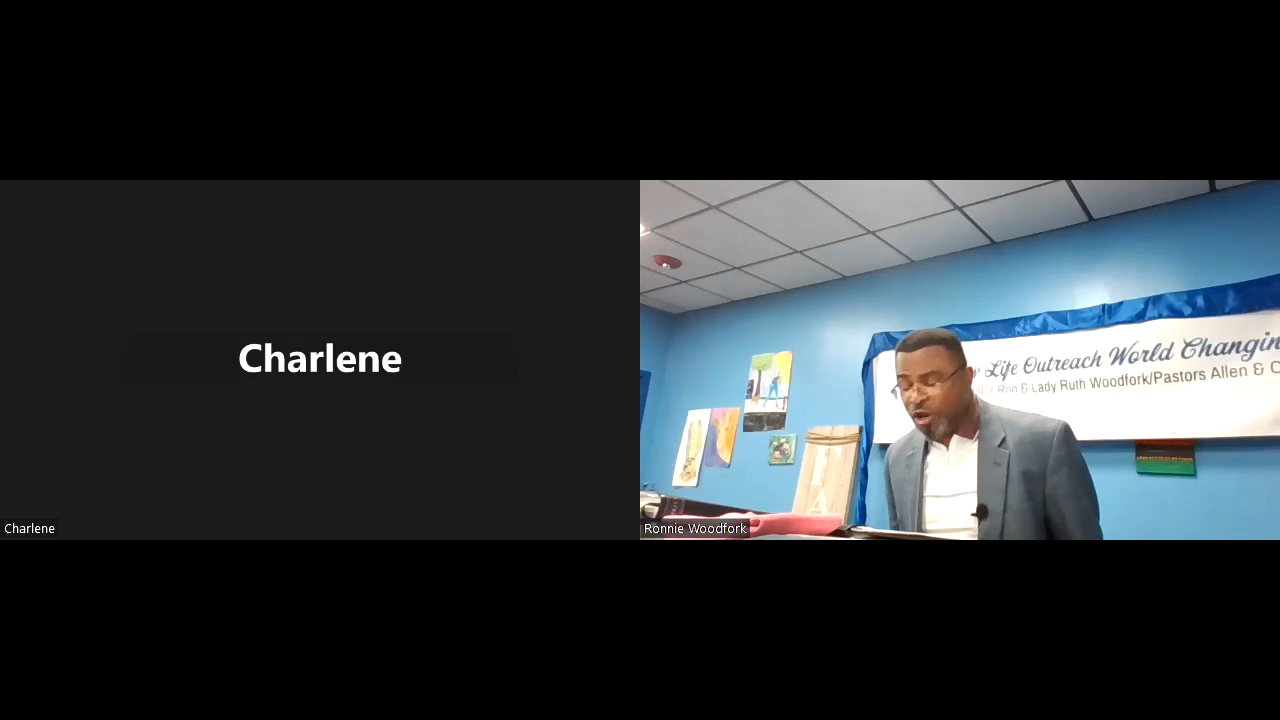 Charlene
Life Outreach World Changin
Ron & Lady Ruth Woodfork/Pastors Allen & C
Charlene
Ronnie Woodfork